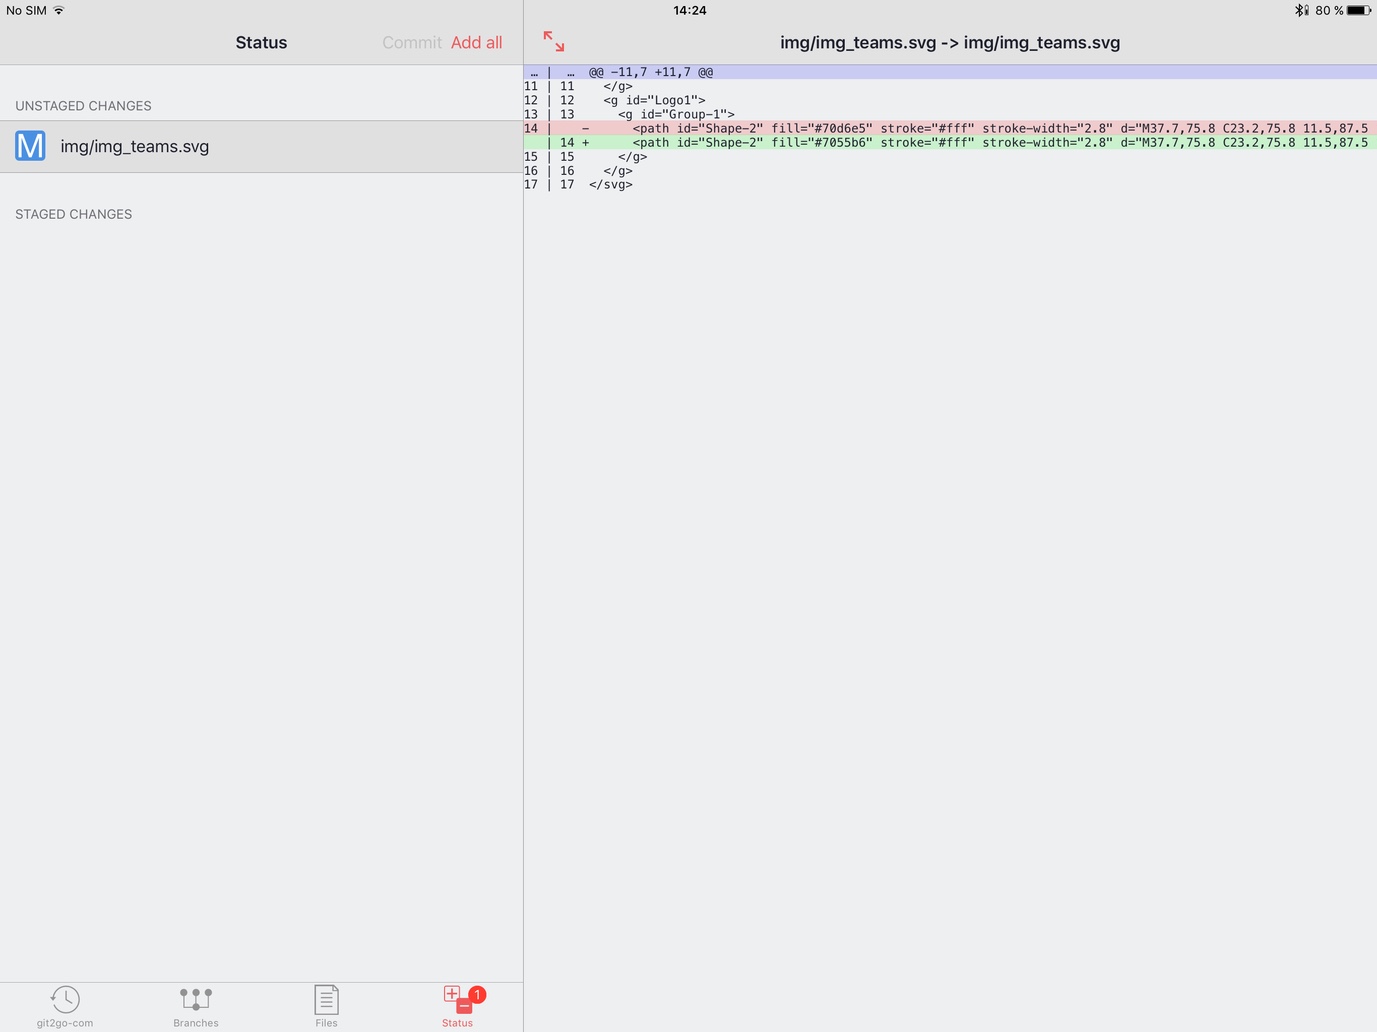 No SIM
14:24
80 %
Status
Commit Add all
UNSTAGED CHANGES
M img/img_teams.svg
STAGED CHANGES
git2go-com
Branches
Files
1
Status
img/img_teams.svg -> img/img_teams.svg
… | … @@ -11,7 +11,7 @@
11 | 11 </g>
12 | 12 <g id="Logo1">
13 | 13 <g id="Group-1">
14 | - <path id="Shape-2" fill="#70d6e5" stroke="#fff" stroke-width="2.8" d="M37.7,75.8 C23.2,75.8 11.5,87.5
| 14 + <path id="Shape-2" fill="#7055b6" stroke="#fff" stroke-width="2.8" d="M37.7,75.8 C23.2,75.8 11.5,87.5
15 | 15 </g>
16 | 16 </g>
17 | 17 </svg>